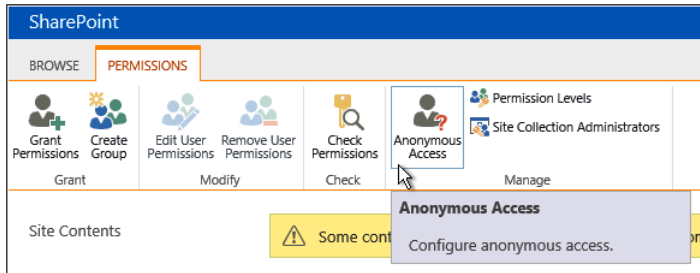 SharePoint
BROWSE PERMISSIONS
Grant Permissions
Create Group
Edit User Permissions
Remove User Permissions
Check Permissions
Anonymous Access
Permission Levels
Site Collection Administrators
Grant Modify Check Manage
Site Contents
Some
Anonymous Access
Configure anonymous access.